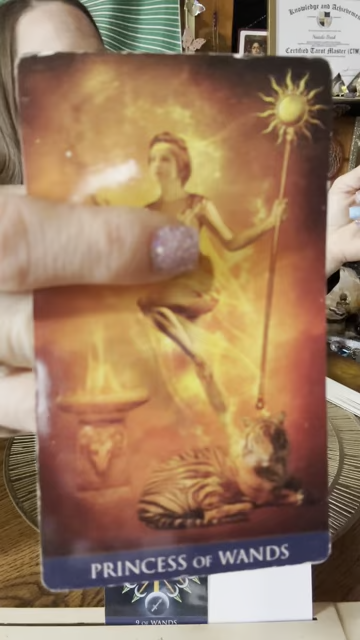 Knowledge and Achievement
Certified Tarot Master (CTM)
PRINCESS OF WANDS
9 OF WANDS